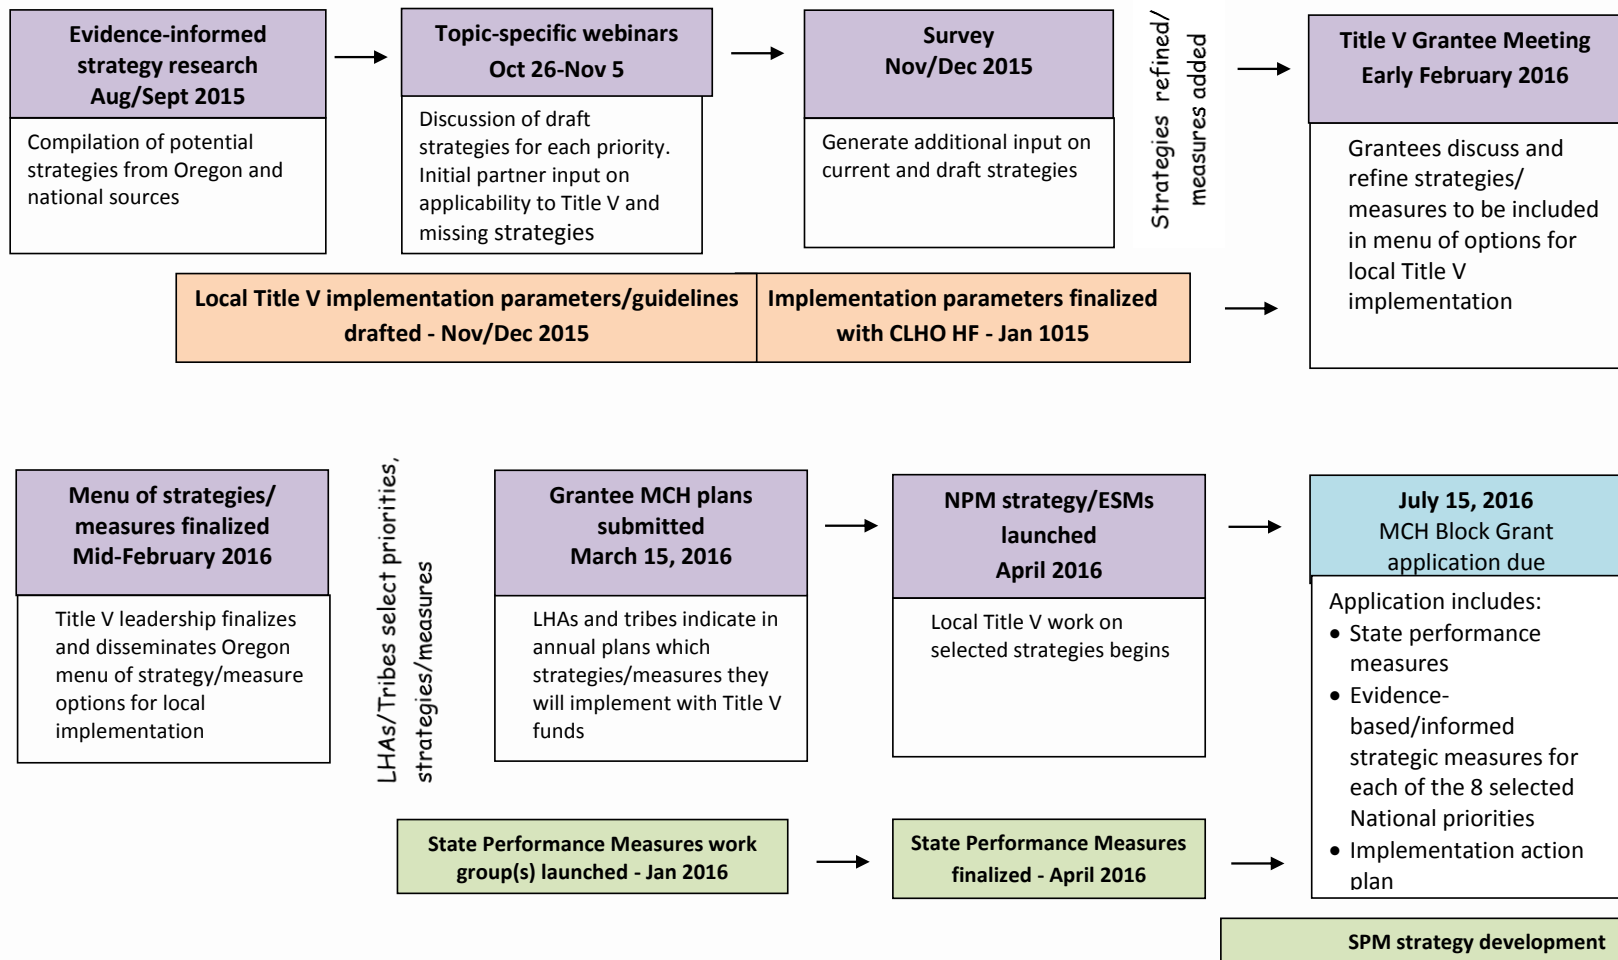 Evidence-informed
strategy research
Aug/Sept 2015
Compilation of potential
strategies from Oregon and
national sources
Topic-specific webinars
Oct 26-Nov 5
Discussion of draft
strategies for each priority.
Initial partner input on
applicability to Title V and
missing strategies
Survey
Nov/Dec 2015
Generate additional input on
current and draft strategies
Strategies refined/
measures added
Title V Grantee Meeting
Early February 2016
Grantees discuss and
refine strategies/
measures to be included
in menu of options for
local Title V
implementation
Local Title V implementation parameters/guidelines
drafted - Nov/Dec 2015
Implementation parameters finalized
with CLHO HF - Jan 1015
Menu of strategies/
measures finalized
Mid-February 2016
Title V leadership finalizes
and disseminates Oregon
menu of strategy/measure
options for local
implementation
LHAs/Tribes select priorities,
strategies/measures
Grantee MCH plans
submitted
March 15, 2016
LHAs and tribes indicate in
annual plans which
strategies/measures they
will implement with Title V
funds
NPM strategy/ESMs
launched
April 2016
Local Title V work on
selected strategies begins
July 15, 2016
MCH Block Grant
application due
Application includes:
• State performance
measures
• Evidence-
based/informed
strategic measures for
each of the 8 selected
National priorities
• Implementation action
plan
State Performance Measures work
group(s) launched - Jan 2016
State Performance Measures
finalized - April 2016
SPM strategy development